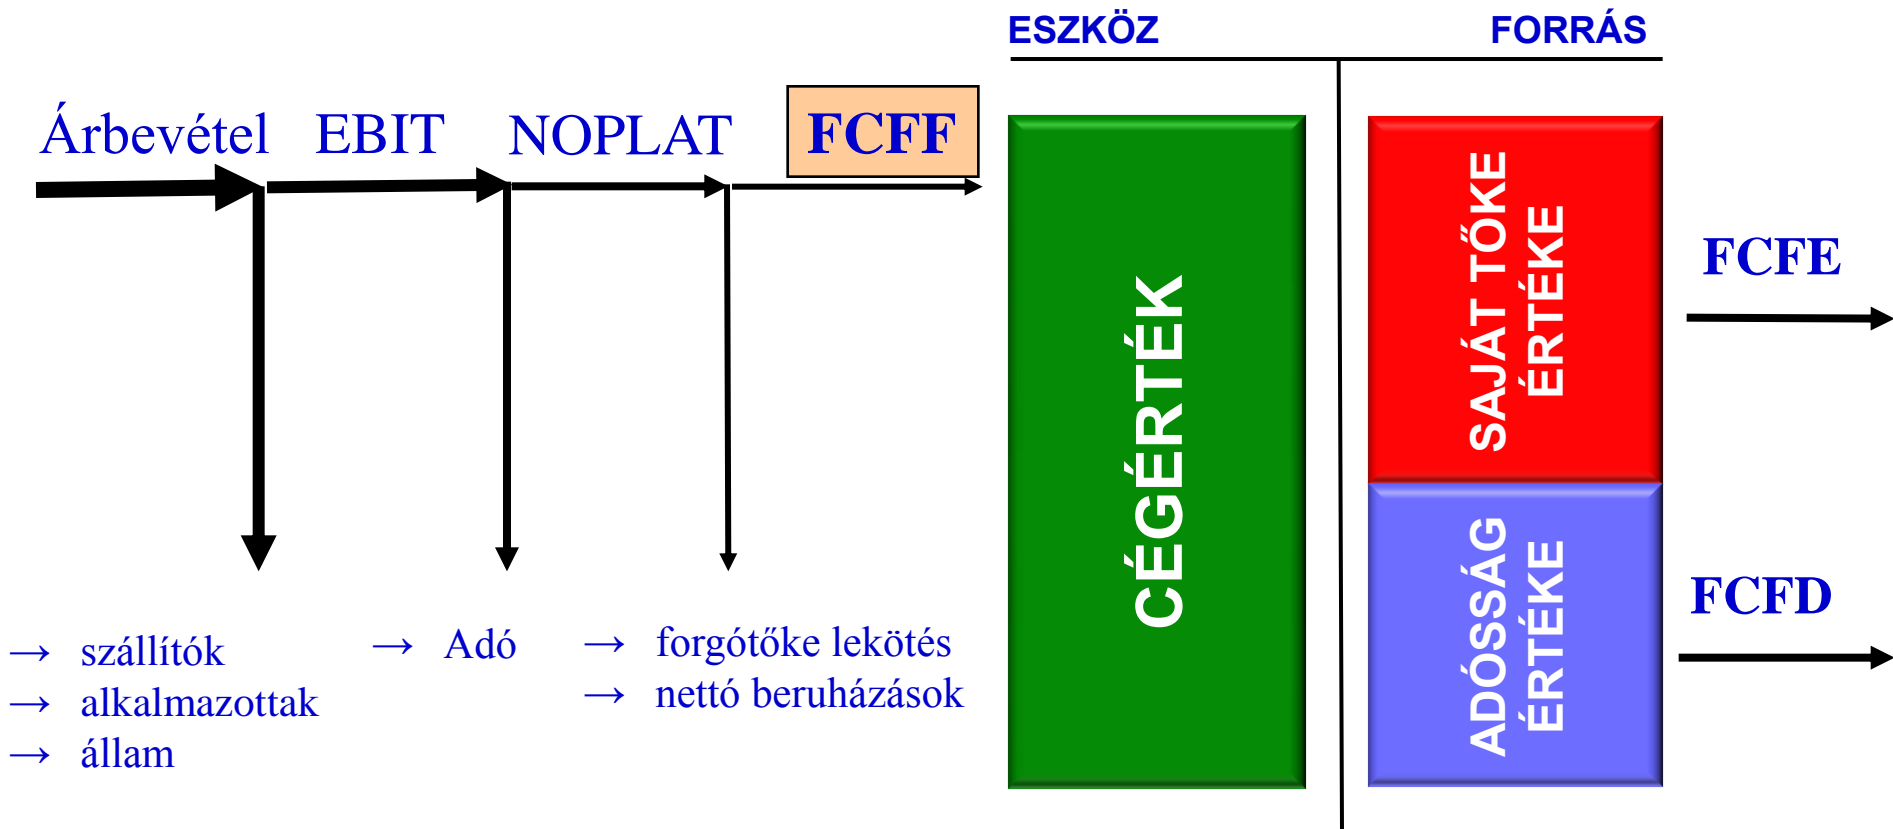 ESZKÖZ FORRÁS
Árbevétel EBIT NOPLAT FCFF
CÉGÉRTÉK
SAJÁT TŐKE
ÉRTÉKE
FCFE
ADÓSSÁG
ÉRTÉKE
FCFD
→ szállítók
→ alkalmazottak
→ állam
→ Adó
→ forgótőke lekötés
→ nettó beruházások